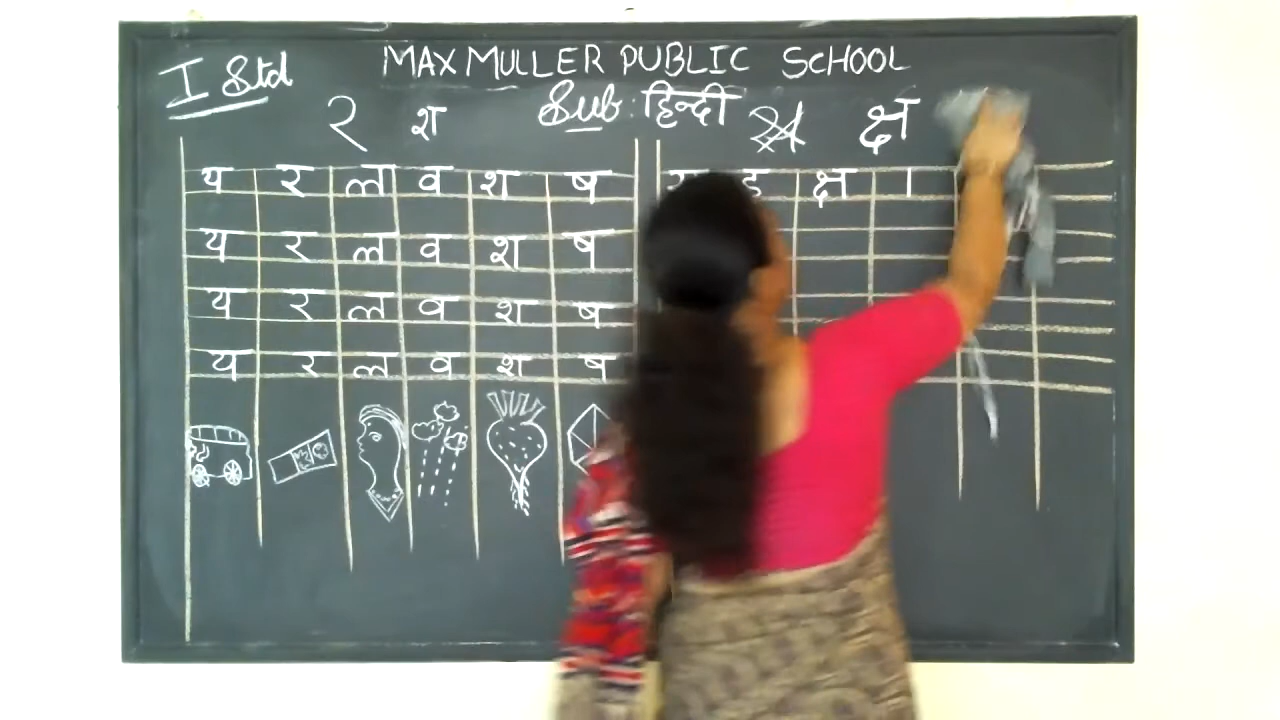 MAX MULLER PUBLIC SCHOOL
I Std
Sub : हिन्दी
र श क्ष
य र ल व श ष क्ष ।
य र ल व श ष
य र ल व श ष
य र ल व श ष